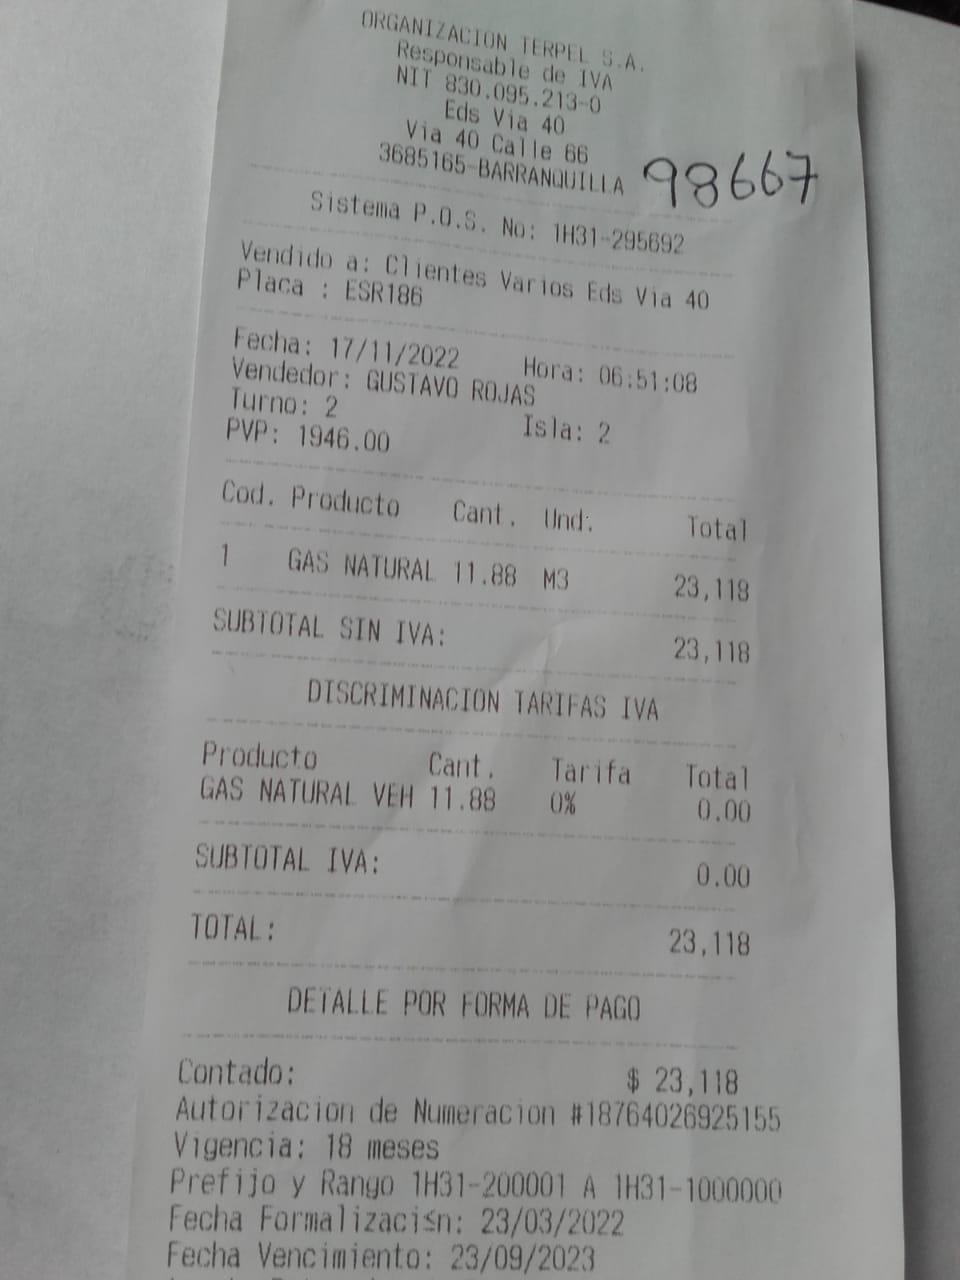 ORGANIZACION TERPEL S.A.
Responsable de IVA
NIT 830.095.213-0
Eds Via 40
Via 40 Calle 66
3685165-BARRANQUILLA 98667
Sistema P.O.S. No: 1H31-295692
Vendido a: Clientes Varios Eds Via 40
Placa : ESR186
Fecha: 17/11/2022 Hora: 06:51:08
Vendedor: GUSTAVO ROJAS
Turno: 2 Isla: 2
PVP: 1946.00
Cod. Producto Cant. Und. Total
1 GAS NATURAL 11.88 M3 23,118
SUBTOTAL SIN IVA: 23,118
DISCRIMINACION TARIFAS IVA
Producto Cant. Tarifa Total
GAS NATURAL VEH 11.88 0% 0.00
SUBTOTAL IVA: 0.00
TOTAL: 23,118
DETALLE POR FORMA DE PAGO
Contado: $ 23,118
Autorizacion de Numeracion #18764026925155
Vigencia: 18 meses
Prefijo y Rango 1H31-200001 A 1H31-1000000
Fecha Formalizaci≤n: 23/03/2022
Fecha Vencimiento: 23/09/2023